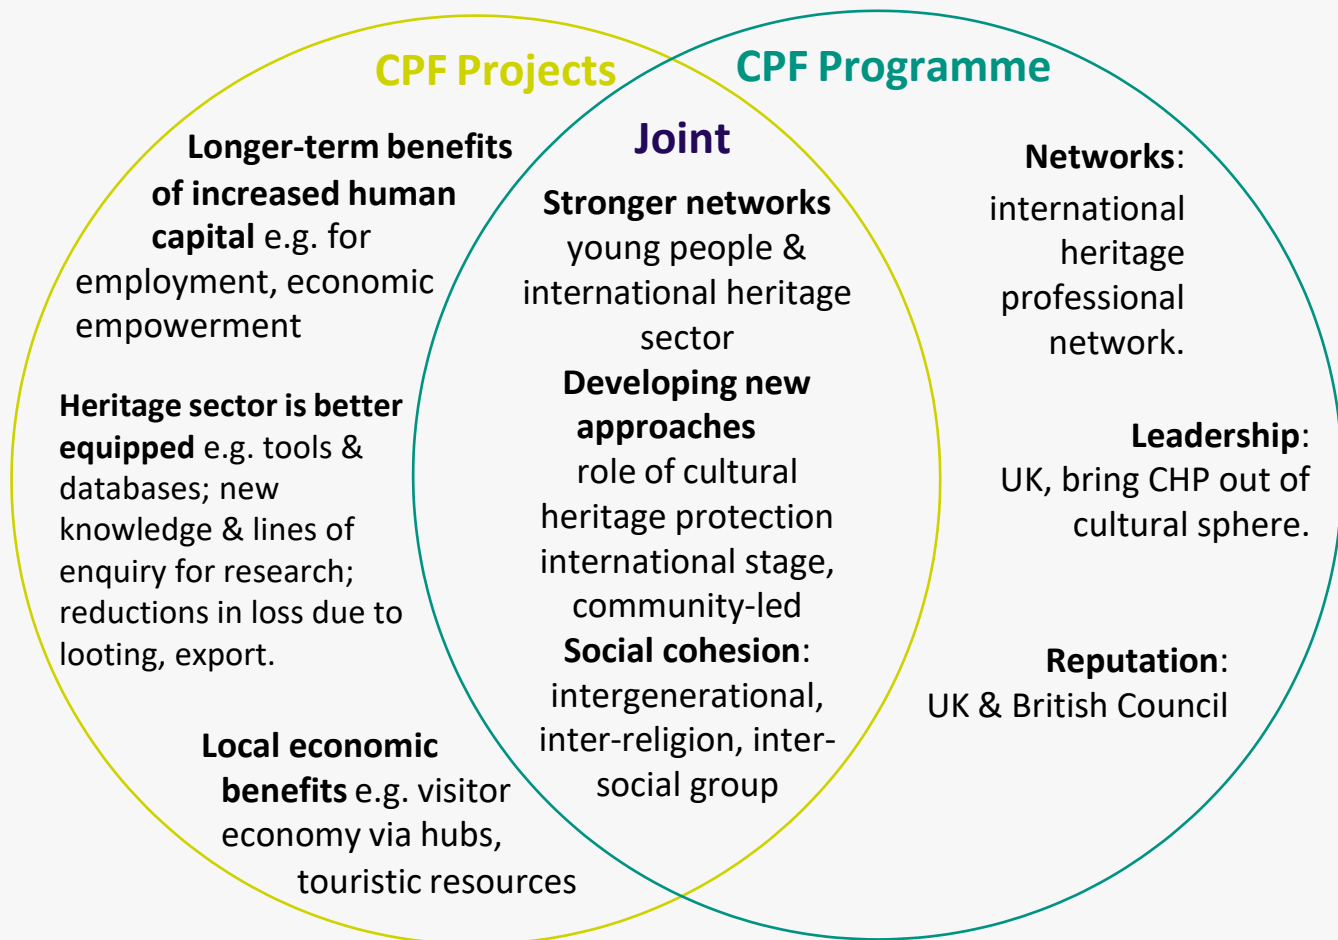 CPF Projects
Longer-term benefits
of increased human
capital e.g. for
employment, economic
empowerment
Heritage sector is better
equipped e.g. tools &
databases; new
knowledge & lines of
enquiry for research;
reductions in loss due to
looting, export.
Local economic
benefits e.g. visitor
economy via hubs,
touristic resources
Joint
Stronger networks
young people &
international heritage
sector
Developing new
approaches
role of cultural
heritage protection
international stage,
community-led
Social cohesion:
intergenerational,
inter-religion, inter-
social group
CPF Programme
Networks:
international
heritage
professional
network.
Leadership:
UK, bring CHP out of
cultural sphere.
Reputation:
UK & British Council